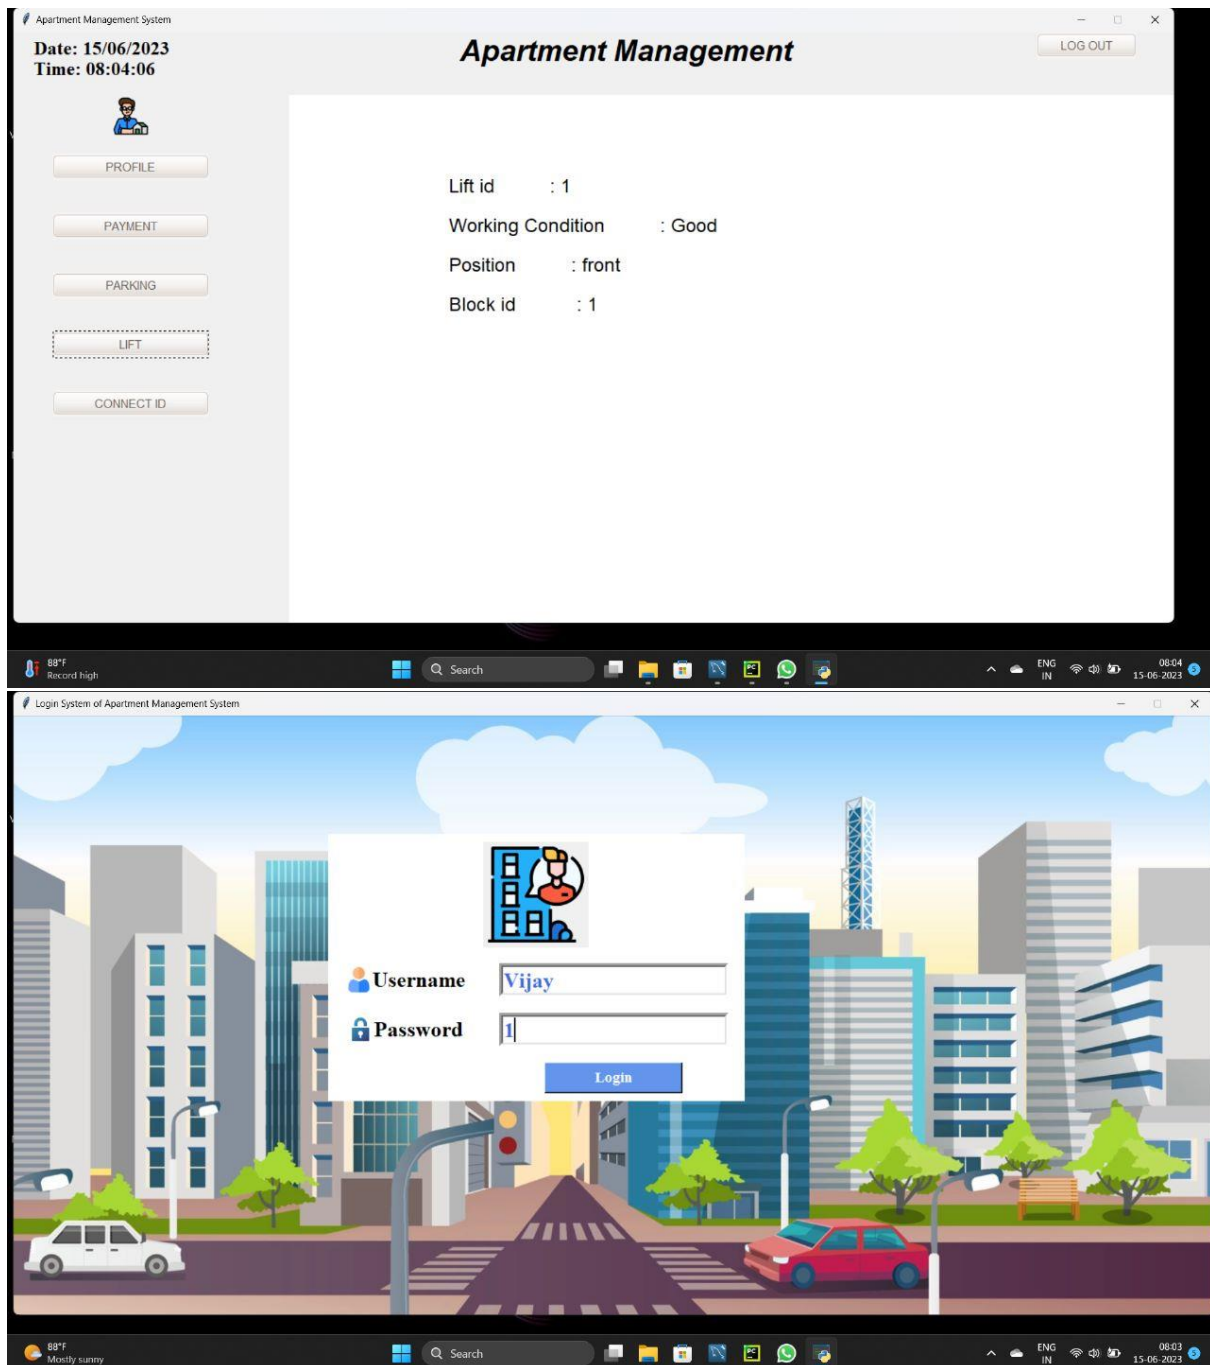 Apartment Management System
Date: 15/06/2023
Time: 08:04:06
Apartment Management
LOG OUT
PROFILE
PAYMENT
PARKING
LIFT
CONNECT ID
Lift id : 1
Working Condition : Good
Position : front
Block id : 1
88°F
Record high
Search
ENG
IN
08:04
15-06-2023
5
Login System of Apartment Management System
Username Vijay
Password 1
Login
88°F
Mostly sunny
Search
ENG
IN
08:03
15-06-2023
5